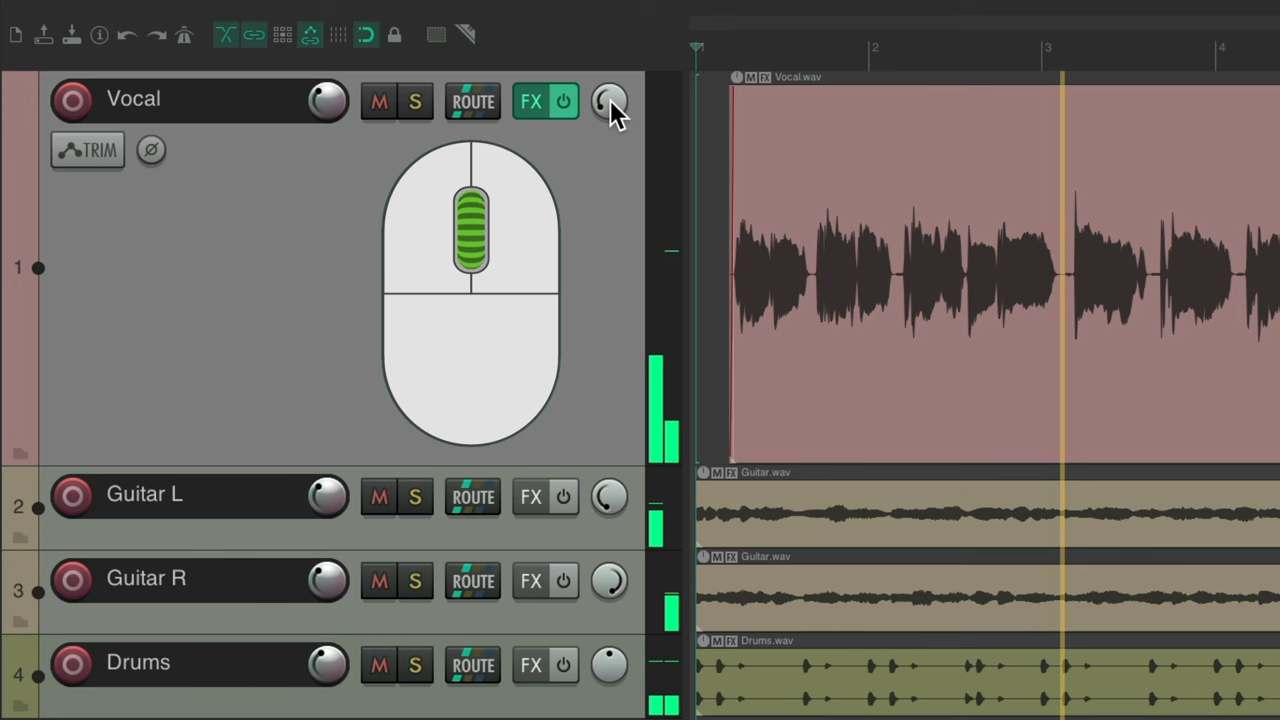 1 2 3 4
Vocal M S ROUTE FX
TRIM
1
M FX Vocal.wav
Guitar L M S ROUTE FX
2
M FX Guitar.wav
Guitar R M S ROUTE FX
3
M FX Guitar.wav
Drums M S ROUTE FX
4
M FX Drums.wav